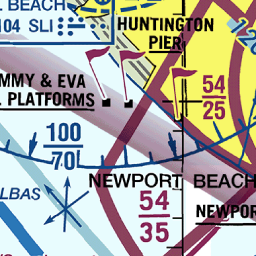 BEACH
104 SLI
HUNTINGTON
PIER
MMY & EVA
PLATFORMS
54
25
100
70
NEWPORT BEACH
LBAS
54
35
NEWPOR